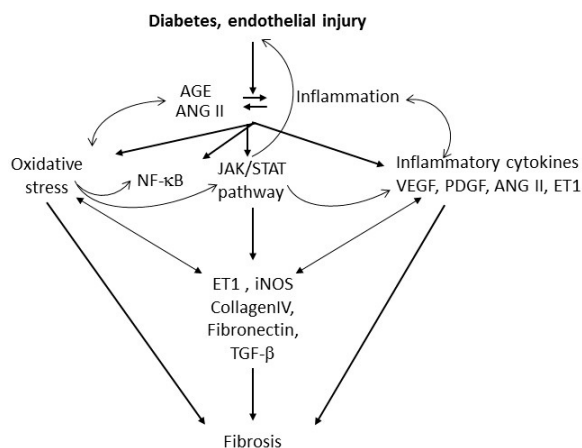 Diabetes, endothelial injury
AGE
ANG II
Inflammation
Oxidative
stress
NF-κB
JAK/STAT
pathway
Inflammatory cytokines
VEGF, PDGF, ANG II, ET1
ET1 , iNOS
CollagenIV,
Fibronectin,
TGF-β
Fibrosis